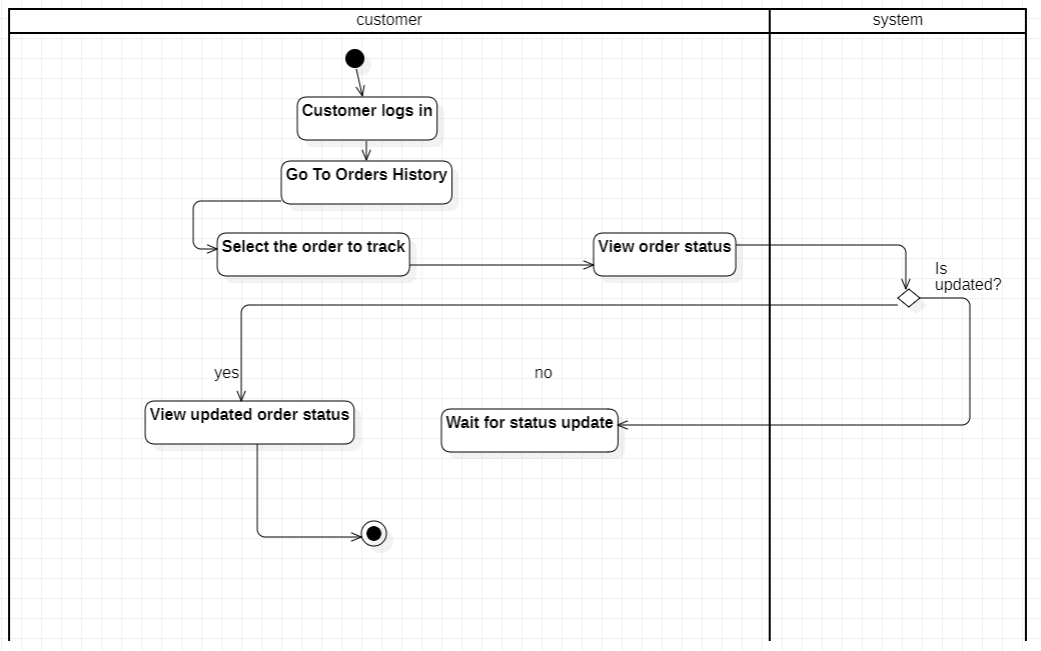 customer
system
Customer logs in
Go To Orders History
Select the order to track
View order status
Is
updated?
yes
no
View updated order status
Wait for status update